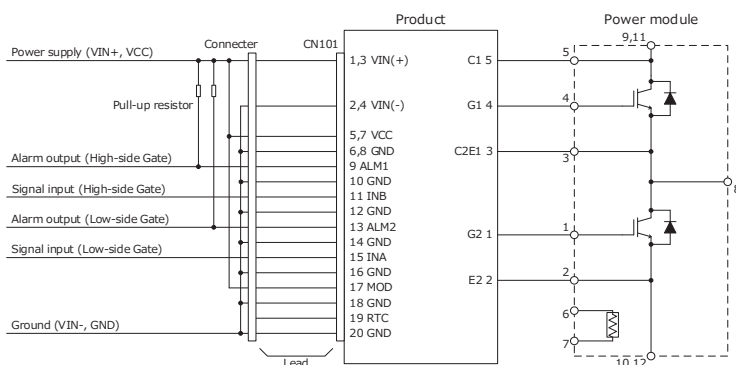 Product
Power module
Connecter
CN101
9,11
Power supply (VIN+, VCC)
1,3 VIN(+)
C1 5
5
Pull-up resistor
2,4 VIN(-)
G1 4
4
5,7 VCC
6,8 GND
C2E1 3
3
Alarm output (High-side Gate)
9 ALM1
10 GND
8
Signal input (High-side Gate)
11 INB
12 GND
Alarm output (Low-side Gate)
13 ALM2
G2 1
1
14 GND
Signal input (Low-side Gate)
15 INA
16 GND
E2 2
2
17 MOD
18 GND
6
19 RTC
Ground (VIN-, GND)
20 GND
7
Lead
10,12